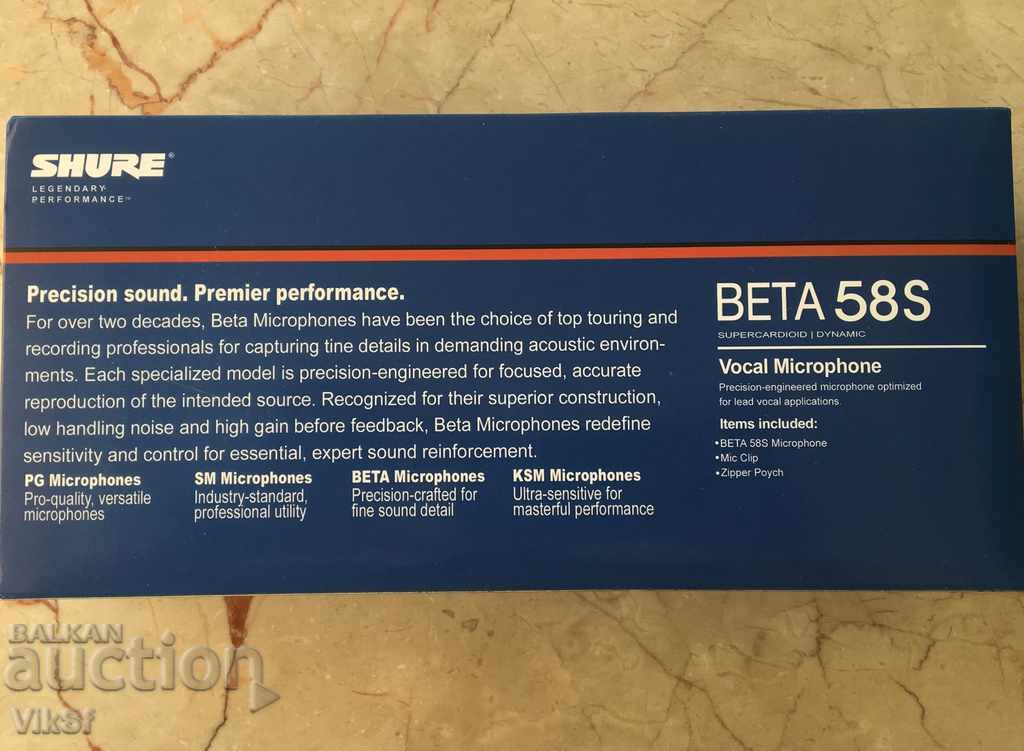 SHURE®
LEGENDARY
PERFORMANCE™
Precision sound. Premier performance.
For over two decades, Beta Microphones have been the choice of top touring and
recording professionals for capturing tine details in demanding acoustic environ-
ments. Each specialized model is precision-engineered for focused, accurate
reproduction of the intended source. Recognized for their superior construction,
low handling noise and high gain before feedback, Beta Microphones redefine
sensitivity and control for essential, expert sound reinforcement.
PG Microphones
Pro-quality, versatile
microphones
SM Microphones
Industry-standard,
professional utility
BETA Microphones
Precision-crafted for
fine sound detail
KSM Microphones
Ultra-sensitive for
masterful performance
BETA 58S
SUPERCARDIOID | DYNAMIC
Vocal Microphone
Precision-engineered microphone optimized
for lead vocal applications.
Items included:
•BETA 58S Microphone
•Mic Clip
•Zipper Poych
BALKAN
auction
VikSf